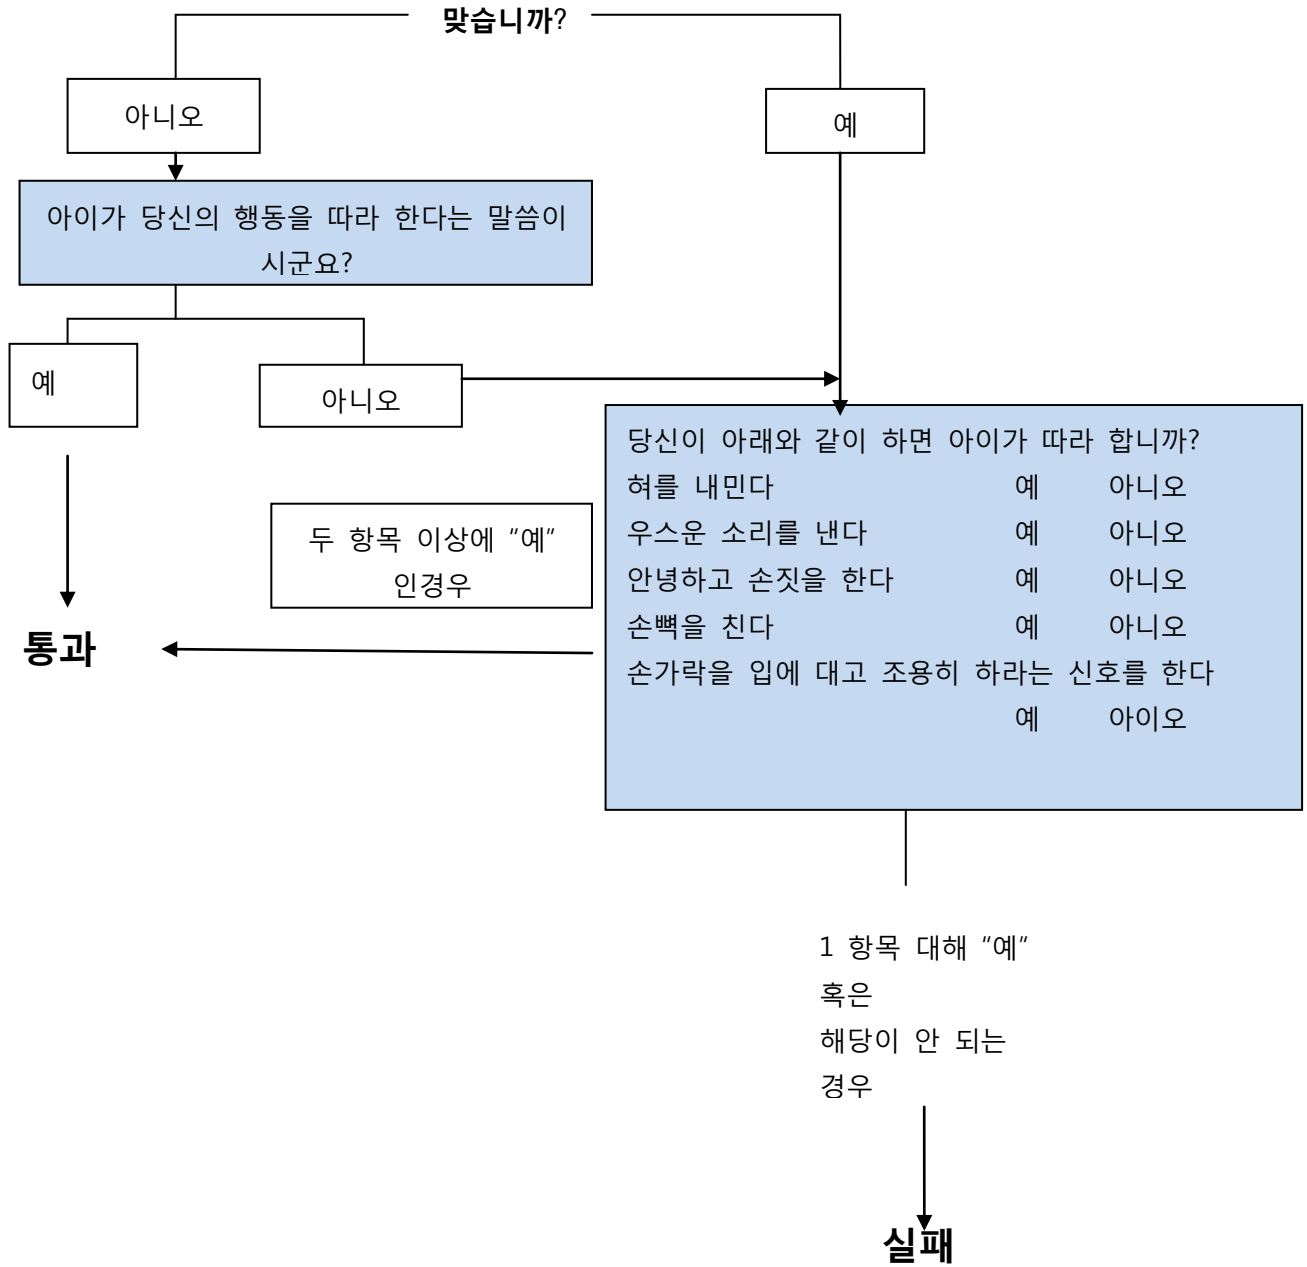 맞습니까?
아니오
예
아이가 당신의 행동을 따라 한다는 말씀이
시군요?
예
아니오
당신이 아래와 같이 하면 아이가 따라 합니까?
혀를 내민다 예 아니오
우스운 소리를 낸다 예 아니오
안녕하고 손짓을 한다 예 아니오
손뼉을 친다 예 아니오
손가락을 입에 대고 조용히 하라는 신호를 한다
예 아이오
두 항목 이상에 “예”
인경우
통과
1 항목 대해 “예”
혹은
해당이 안 되는
경우
실패